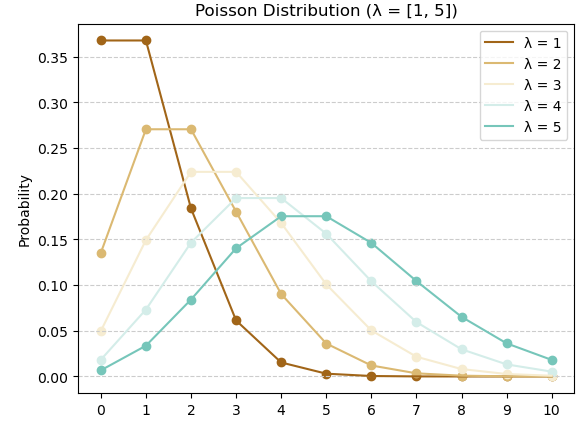 Poisson Distribution (λ = [1, 5])
λ = 1
λ = 2
λ = 3
λ = 4
λ = 5
Probability
0.35
0.30
0.25
0.20
0.15
0.10
0.05
0.00
0 1 2 3 4 5 6 7 8 9 10